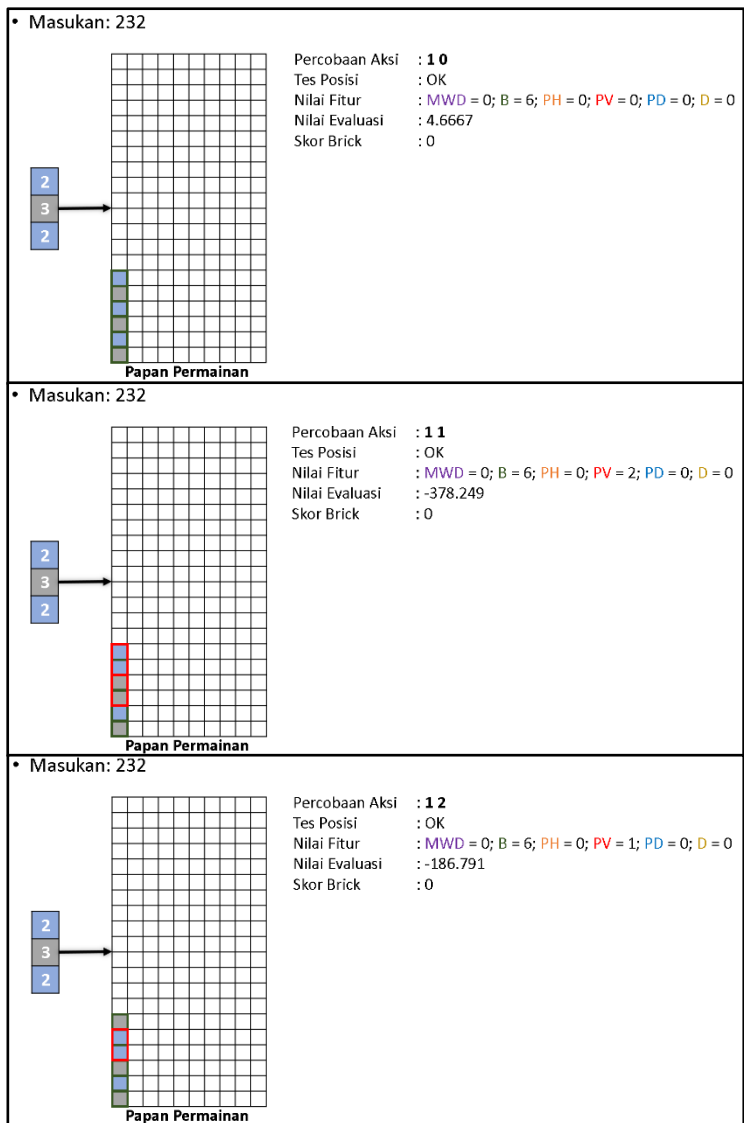 • Masukan: 232
Percobaan Aksi : 1 0
Tes Posisi : OK
Nilai Fitur : MWD = 0; B = 6; PH = 0; PV = 0; PD = 0; D = 0
Nilai Evaluasi : 4.6667
Skor Brick : 0
2
3
2
Papan Permainan
• Masukan: 232
Percobaan Aksi : 1 1
Tes Posisi : OK
Nilai Fitur : MWD = 0; B = 6; PH = 0; PV = 2; PD = 0; D = 0
Nilai Evaluasi : -378.249
Skor Brick : 0
2
3
2
Papan Permainan
• Masukan: 232
Percobaan Aksi : 1 2
Tes Posisi : OK
Nilai Fitur : MWD = 0; B = 6; PH = 0; PV = 1; PD = 0; D = 0
Nilai Evaluasi : -186.791
Skor Brick : 0
2
3
2
Papan Permainan